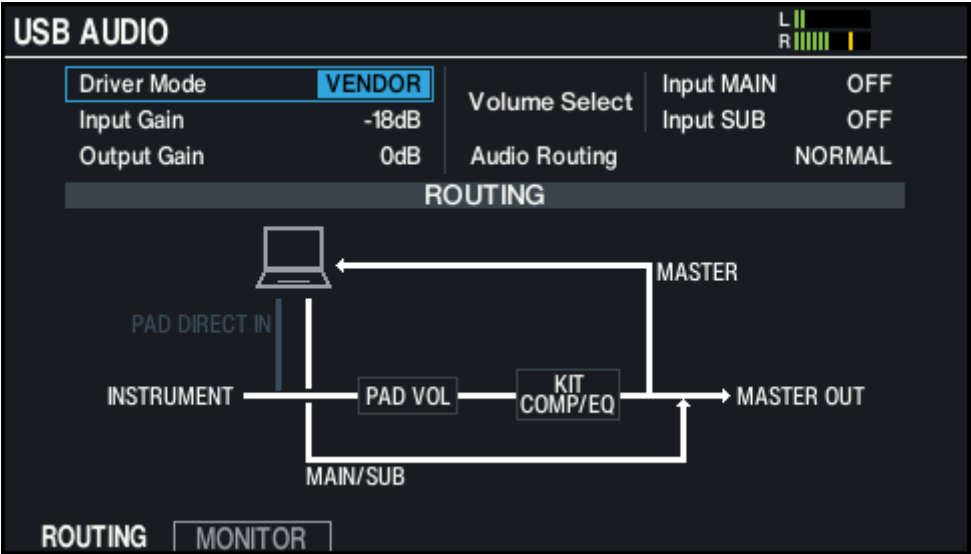 USB AUDIO
L
R
Driver Mode VENDOR
Input Gain -18dB
Output Gain 0dB
Volume Select
Input MAIN OFF
Input SUB OFF
Audio Routing NORMAL
ROUTING
MASTER
PAD DIRECT IN
INSTRUMENT
PAD VOL
KIT
COMP/EQ
MASTER OUT
MAIN/SUB
ROUTING MONITOR